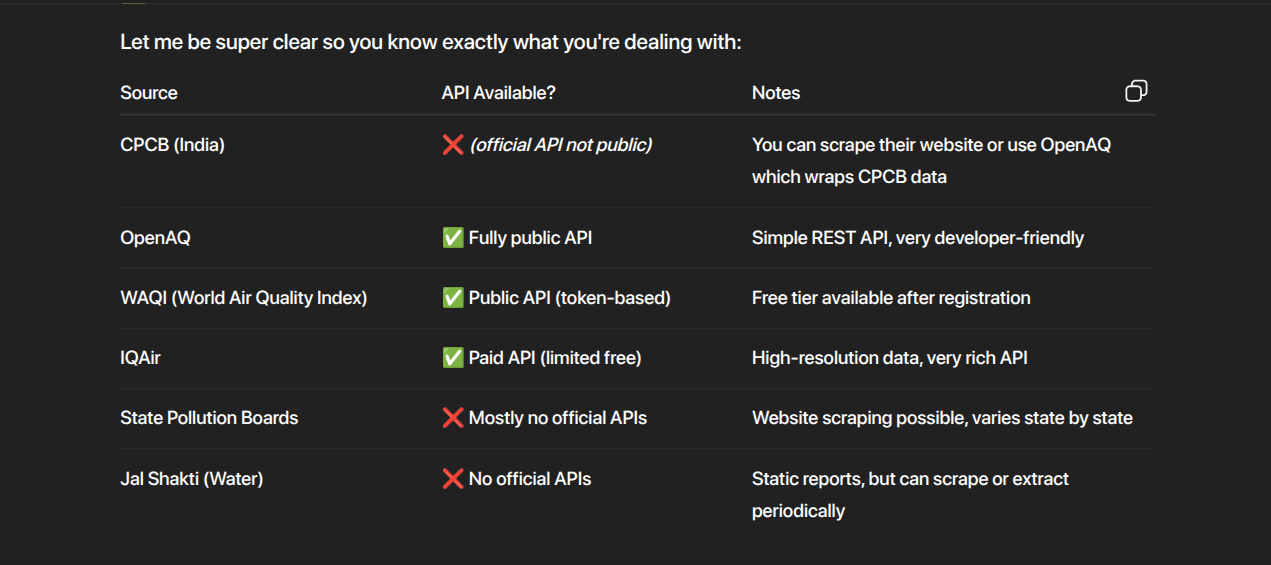 Let me be super clear so you know exactly what you're dealing with:
Source API Available? Notes
CPCB (India) ❌ (official API not public) You can scrape their website or use OpenAQ
which wraps CPCB data
OpenAQ ✅ Fully public API Simple REST API, very developer-friendly
WAQI (World Air Quality Index) ✅ Public API (token-based) Free tier available after registration
IQAir ✅ Paid API (limited free) High-resolution data, very rich API
State Pollution Boards ❌ Mostly no official APIs Website scraping possible, varies state by state
Jal Shakti (Water) ❌ No official APIs Static reports, but can scrape or extract
periodically